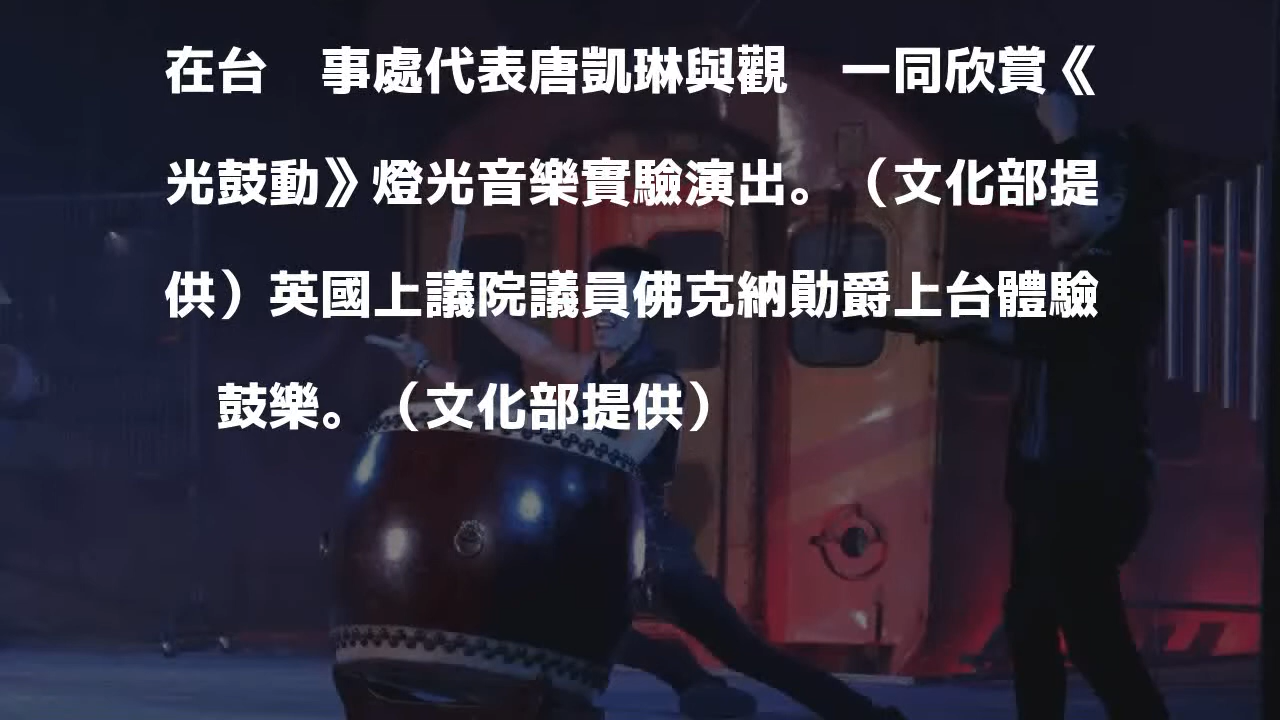 在台 事處代表唐凱琳與觀 一同欣賞《
光鼓動》燈光音樂實驗演出。（文化部提
供）英國上議院議員佛克納勛爵上台體驗
鼓樂。（文化部提供）